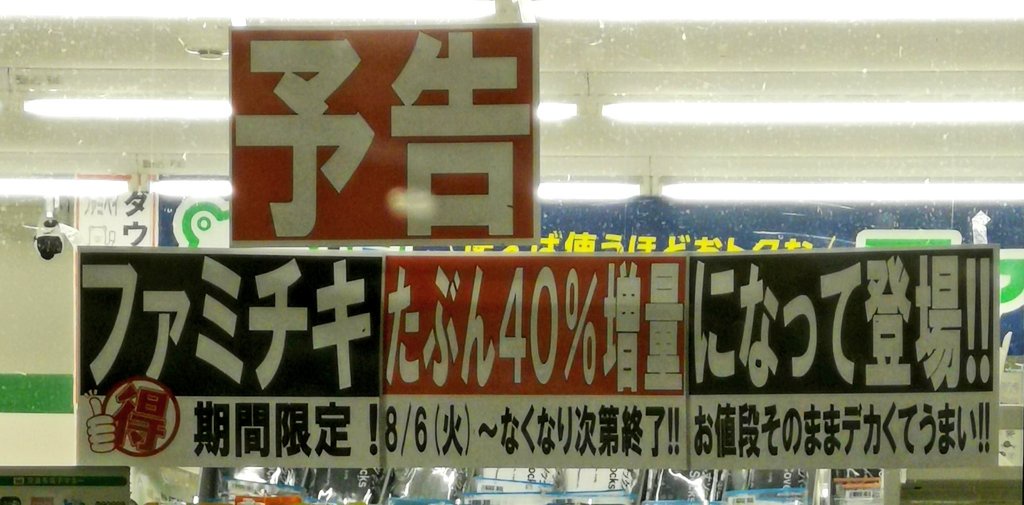 予告
ファミチキたぶん40%増量になって登場!!
得 期間限定! 8/6(火)~なくなり次第終了!! お値段そのままデカくてうまい!!